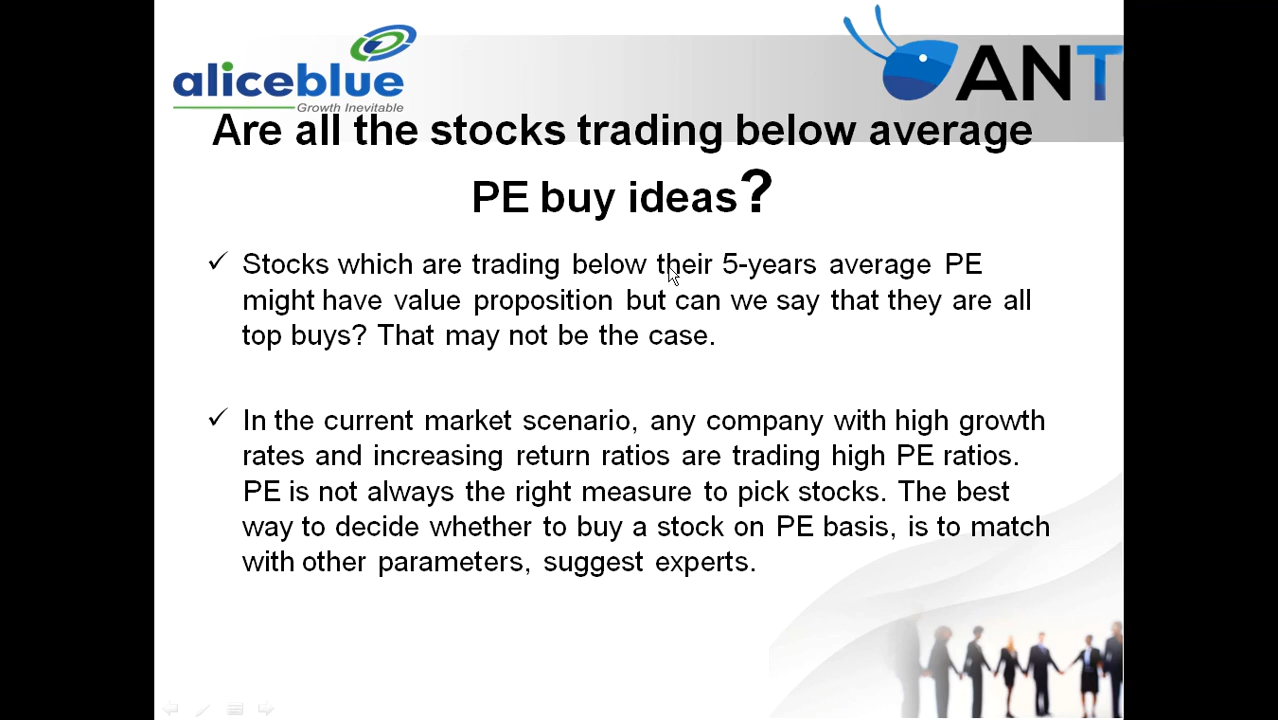 aliceblue
Growth Inevitable
ANT
Are all the stocks trading below average
PE buy ideas?
✓ Stocks which are trading below their 5-years average PE
might have value proposition but can we say that they are all
top buys? That may not be the case.
✓ In the current market scenario, any company with high growth
rates and increasing return ratios are trading high PE ratios.
PE is not always the right measure to pick stocks. The best
way to decide whether to buy a stock on PE basis, is to match
with other parameters, suggest experts.